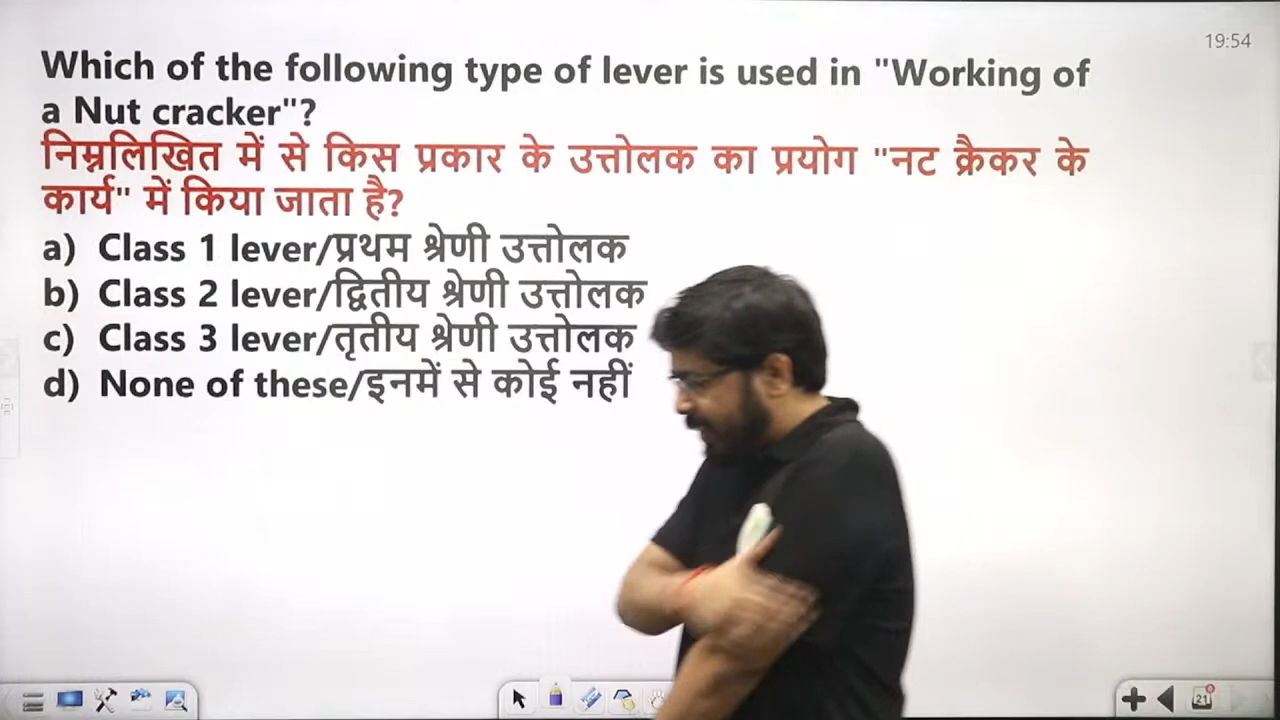 19:54
Which of the following type of lever is used in "Working of
a Nut cracker"?
निम्नलिखित में से किस प्रकार के उत्तोलक का प्रयोग "नट क्रैकर के
कार्य" में किया जाता है?
a) Class 1 lever/प्रथम श्रेणी उत्तोलक
b) Class 2 lever/द्वितीय श्रेणी उत्तोलक
c) Class 3 lever/तृतीय श्रेणी उत्तोलक
d) None of these/इनमें से कोई नहीं
21